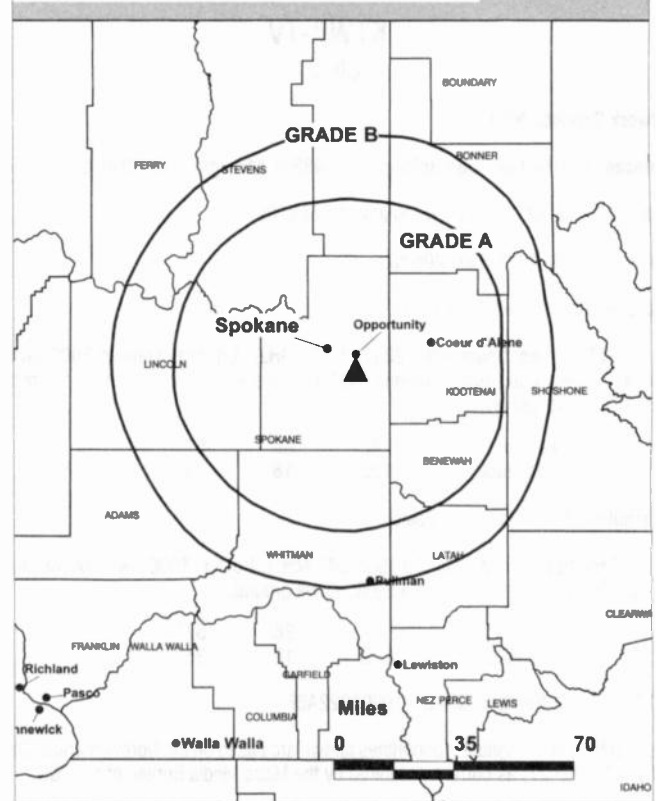 BOUNDARY
GRADE B
FERRY
STEVENS
BONNER
GRADE A
Spokane
Opportunity
Coeur d'Alene
LINCOLN
KOOTENAI
SHOSHONE
SPOKANE
BENEWAH
ADAMS
WHITMAN
LATAH
Pullman
CLEARWA
FRANKLIN
WALLA WALLA
GARFIELD
Lewiston
Richland
Pasco
nnewick
COLUMBIA
Miles
NEZ PERCE
LEWIS
Walla Walla
0 35 70
IDAHO